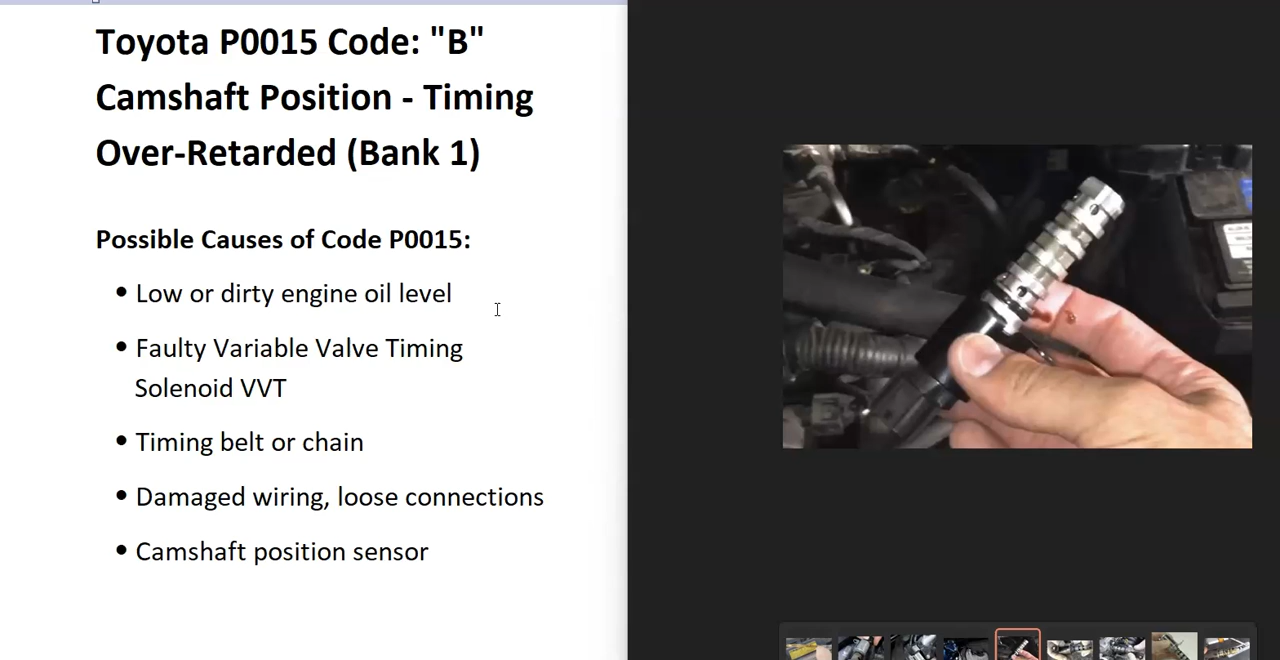 Toyota P0015 Code: "B"
Camshaft Position - Timing
Over-Retarded (Bank 1)
Possible Causes of Code P0015:
• Low or dirty engine oil level
• Faulty Variable Valve Timing
Solenoid VVT
• Timing belt or chain
• Damaged wiring, loose connections
• Camshaft position sensor